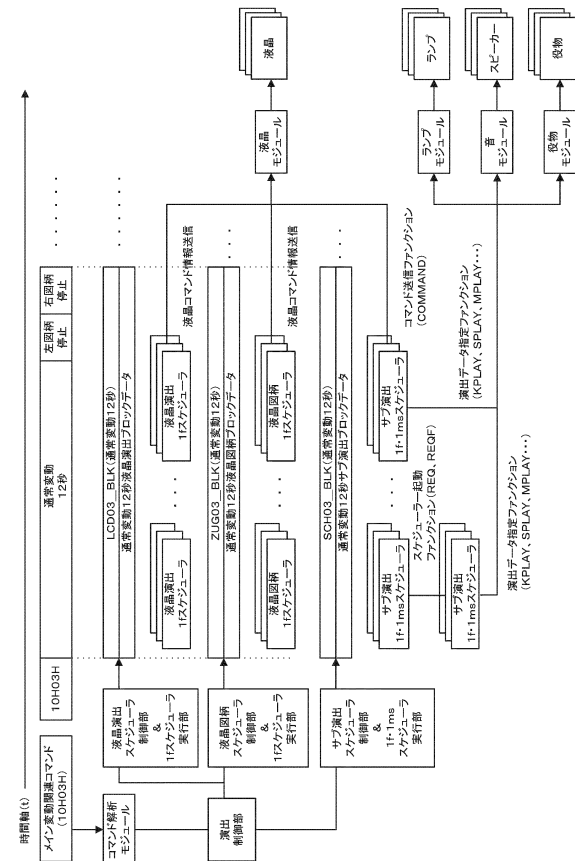 時間軸(t)
メイン変動関連コマンド
(10H03H)
10H03H
通常変動
12秒
左図柄
停止
右図柄
停止
・・・・
コマンド解析
モジュール
演出
制御部
液晶演出
スケジューラ
制御部
&
1fスケジューラ
実行部
LCD03__BLK(通常変動12秒)
通常変動12秒液晶演出ブロックデータ
・・・・・
液晶演出
1fスケジューラ
・・・
液晶演出
1fスケジューラ
液晶コマンド情報送信
液晶図柄
スケジューラ
制御部
&
1fスケジューラ
実行部
ZUG03__BLK(通常変動12秒)
通常変動12秒液晶図柄ブロックデータ
・・・
液晶図柄
1fスケジューラ
・・・
液晶図柄
1fスケジューラ
液晶コマンド情報送信
液晶
モジュール
液晶
サブ演出
スケジューラ
制御部
&
1f・1ms
スケジューラ
実行部
SCH03__BLK(通常変動12秒)
通常変動12秒サブ演出ブロックデータ
・・・
サブ演出
1f・1msスケジューラ
・・・
サブ演出
1f・1msスケジューラ
コマンド送信ファンクション
(COMMAND)
スケジューラー起動
ファンクション(REQ、REQF)
サブ演出
1f・1msスケジューラ
演出データ指定ファンクション
(KPLAY、SPLAY、MPLAY・・・)
演出データ指定ファンクション
(KPLAY、SPLAY、MPLAY・・・)
ランプ
モジュール
ランプ
音
モジュール
スピーカー
役物
モジュール
役物